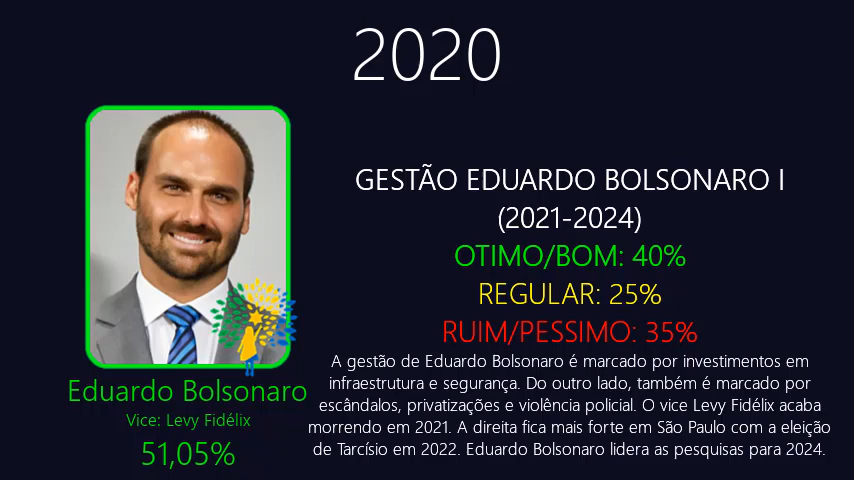 2020
GESTÃO EDUARDO BOLSONARO I
(2021-2024)
OTIMO/BOM: 40%
REGULAR: 25%
RUIM/PESSIMO: 35%
A gestão de Eduardo Bolsonaro é marcado por investimentos em
infraestrutura e segurança. Do outro lado, também é marcado por
escândalos, privatizações e violência policial. O vice Levy Fidélix acaba
morrendo em 2021. A direita fica mais forte em São Paulo com a eleição
de Tarcísio em 2022. Eduardo Bolsonaro lidera as pesquisas para 2024.
Eduardo Bolsonaro
Vice: Levy Fidélix
51,05%